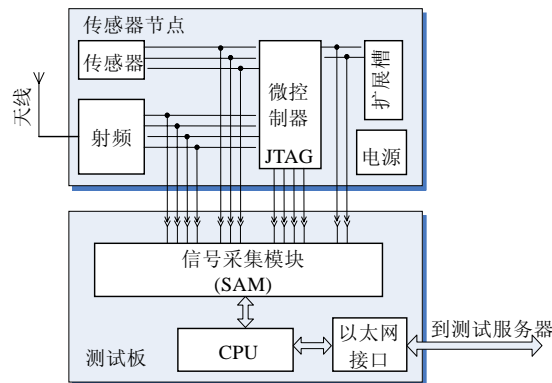 传感器节点
传感器
天线
射频
微控
制器
JTAG
扩展槽
电源
信号采集模块
(SAM)
测试板
CPU
以太网
接口
到测试服务器